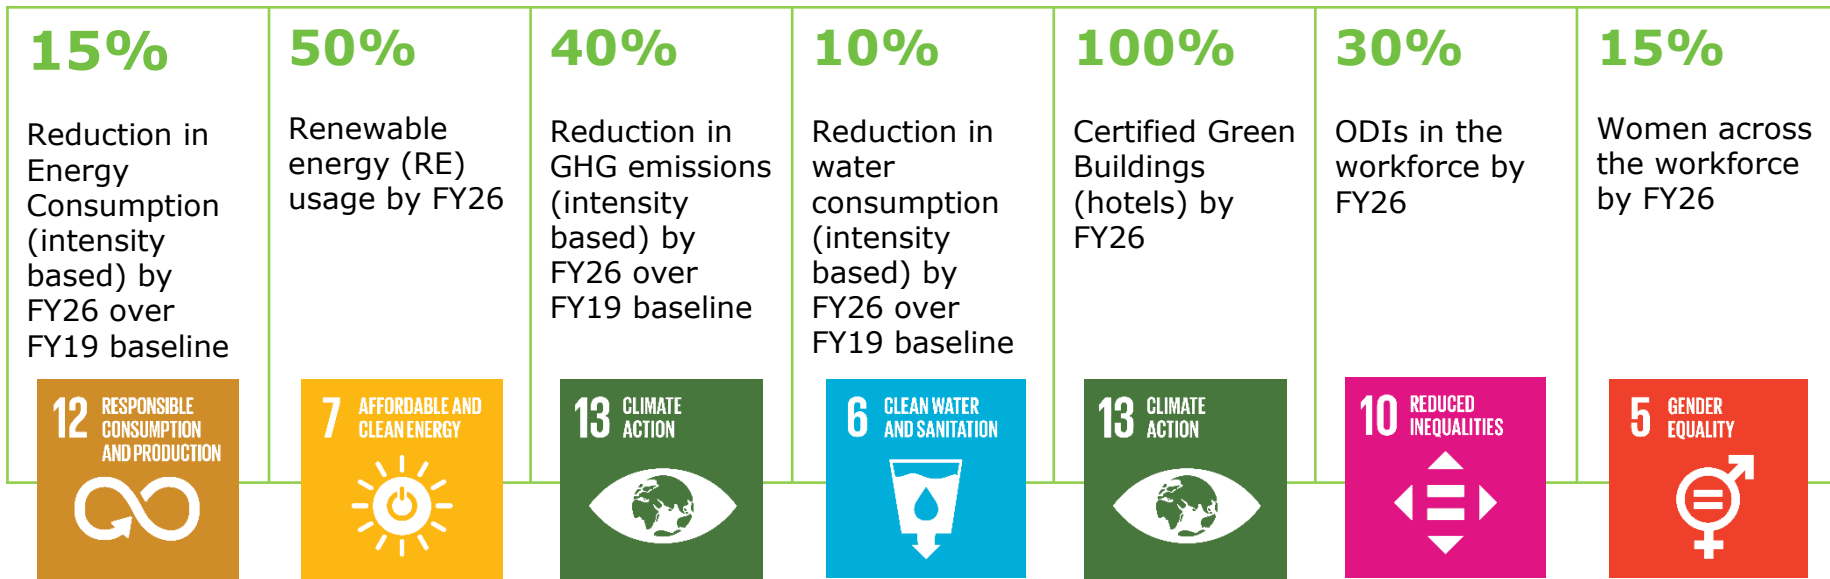 15%
Reduction in
Energy
Consumption
(intensity
based) by
FY26 over
FY19 baseline
12 RESPONSIBLE
CONSUMPTION
AND PRODUCTION
50%
Renewable
energy (RE)
usage by FY26
7 AFFORDABLE AND
CLEAN ENERGY
40%
Reduction in
GHG emissions
(intensity
based) by
FY26 over
FY19 baseline
13 CLIMATE
ACTION
10%
Reduction in
water
consumption
(intensity
based) by
FY26 over
FY19 baseline
6 CLEAN WATER
AND SANITATION
100%
Certified Green
Buildings
(hotels) by
FY26
13 CLIMATE
ACTION
30%
ODIs in the
workforce by
FY26
10 REDUCED
INEQUALITIES
15%
Women across
the workforce
by FY26
5 GENDER
EQUALITY